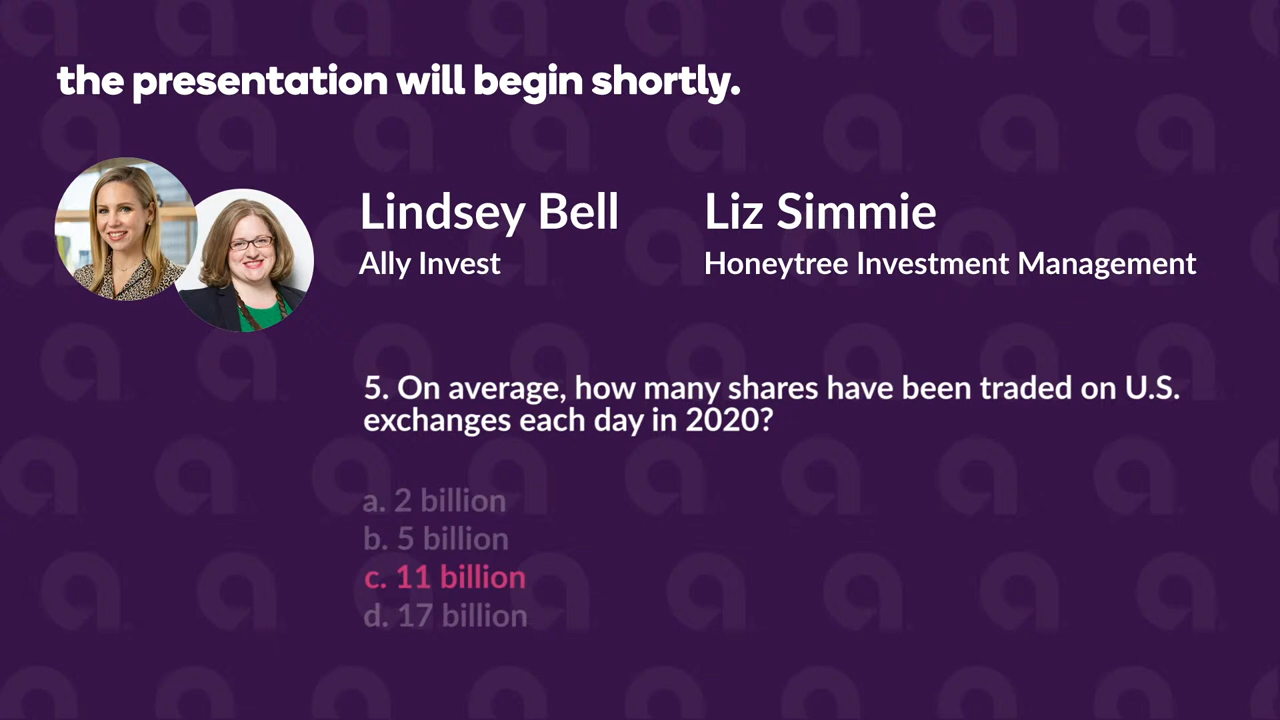 the presentation will begin shortly.
Lindsey Bell
Ally Invest
Liz Simmie
Honeytree Investment Management
5. On average, how many shares have been traded on U.S.
exchanges each day in 2020?
a. 2 billion
b. 5 billion
c. 11 billion
d. 17 billion